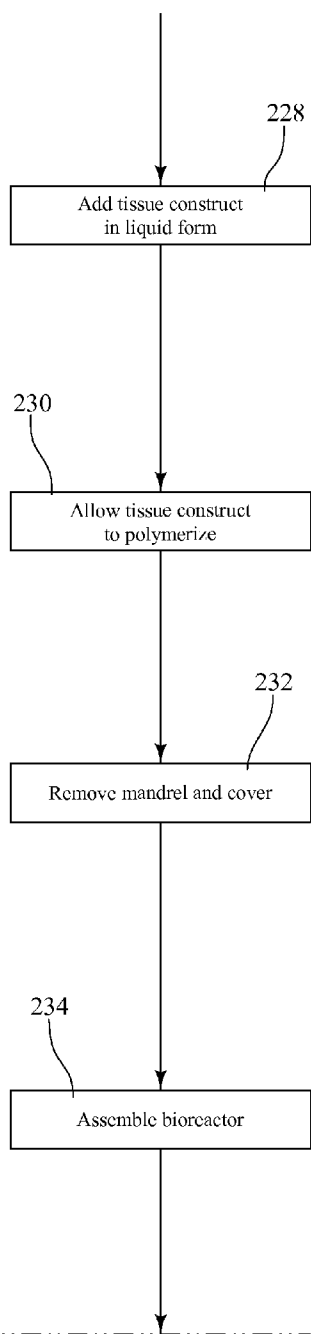 228
Add tissue construct
in liquid form
230
Allow tissue construct
to polymerize
232
Remove mandrel and cover
234
Assemble bioreactor